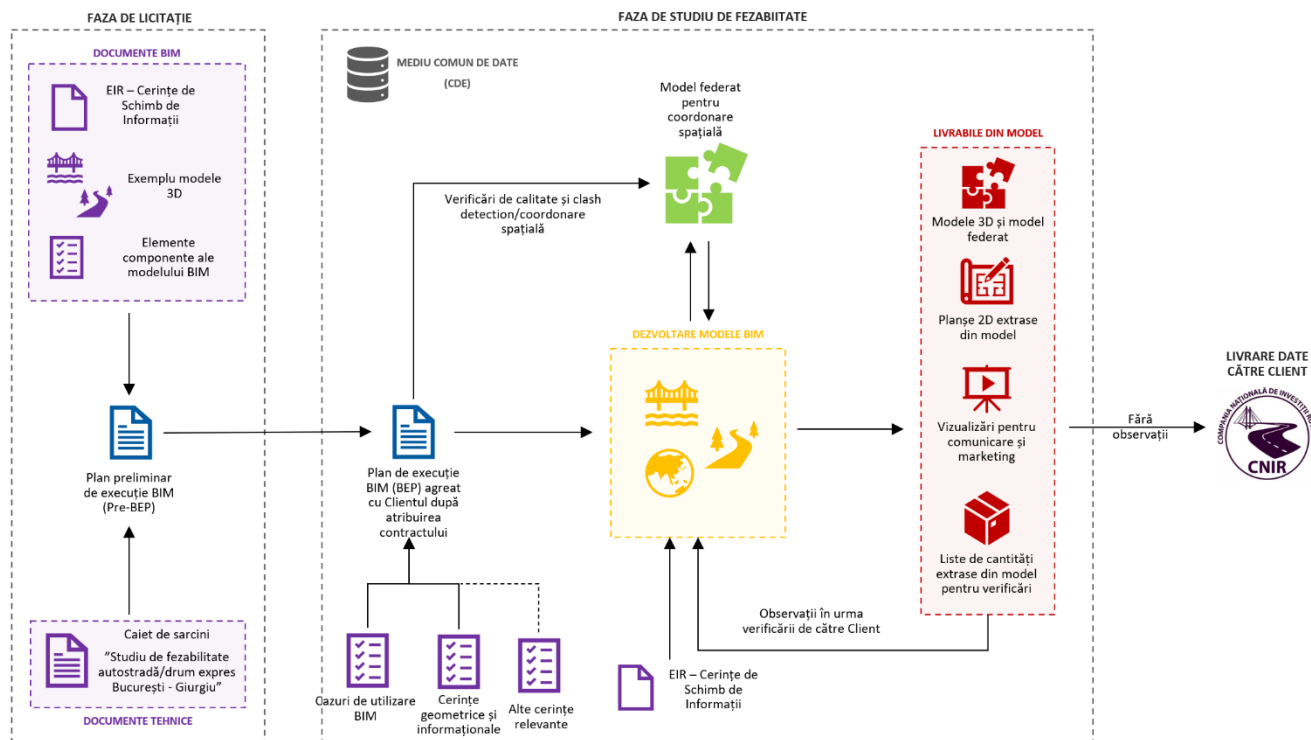 FAZA DE LICITAȚIE
DOCUMENTE BIM
EIR – Cerințe de
Schimb de
Informații
Exemplu modele
3D
Elemente
componente ale
modelului BIM
Plan preliminar
de execuție BIM
(Pre-BEP)
Caiet de sarcini
”Studiu de fezabilitate
autostradă/drum expres
București - Giurgiu”
DOCUMENTE TEHNICE
FAZA DE STUDIU DE FEZABIITATE
MEDIU COMUN DE DATE
(CDE)
Model federat
pentru
coordonare
spațială
Verificări de calitate și clash
detection/coordonare
spațială
Plan de execuție
BIM (BEP) agreat
cu Clientul după
atribuirea
contractului
Cazuri de utilizare
BIM
Cerințe
geometrice și
informaționale
Alte cerințe
relevante
DEZVOLTARE MODELE BIM
EIR – Cerințe de
Schimb de
Informații
Observații în urma
verificării de către Client
LIVRABILE DIN MODEL
Modele 3D și model
federat
Planșe 2D extrase
din model
Vizualizări pentru
comunicare și
marketing
Liste de cantități
extrase din model
pentru verificări
Fără
observații
LIVRARE DATE
CĂTRE CLIENT
COMPANIA NAȚIONALĂ DE INVESTIȚII
CNIR